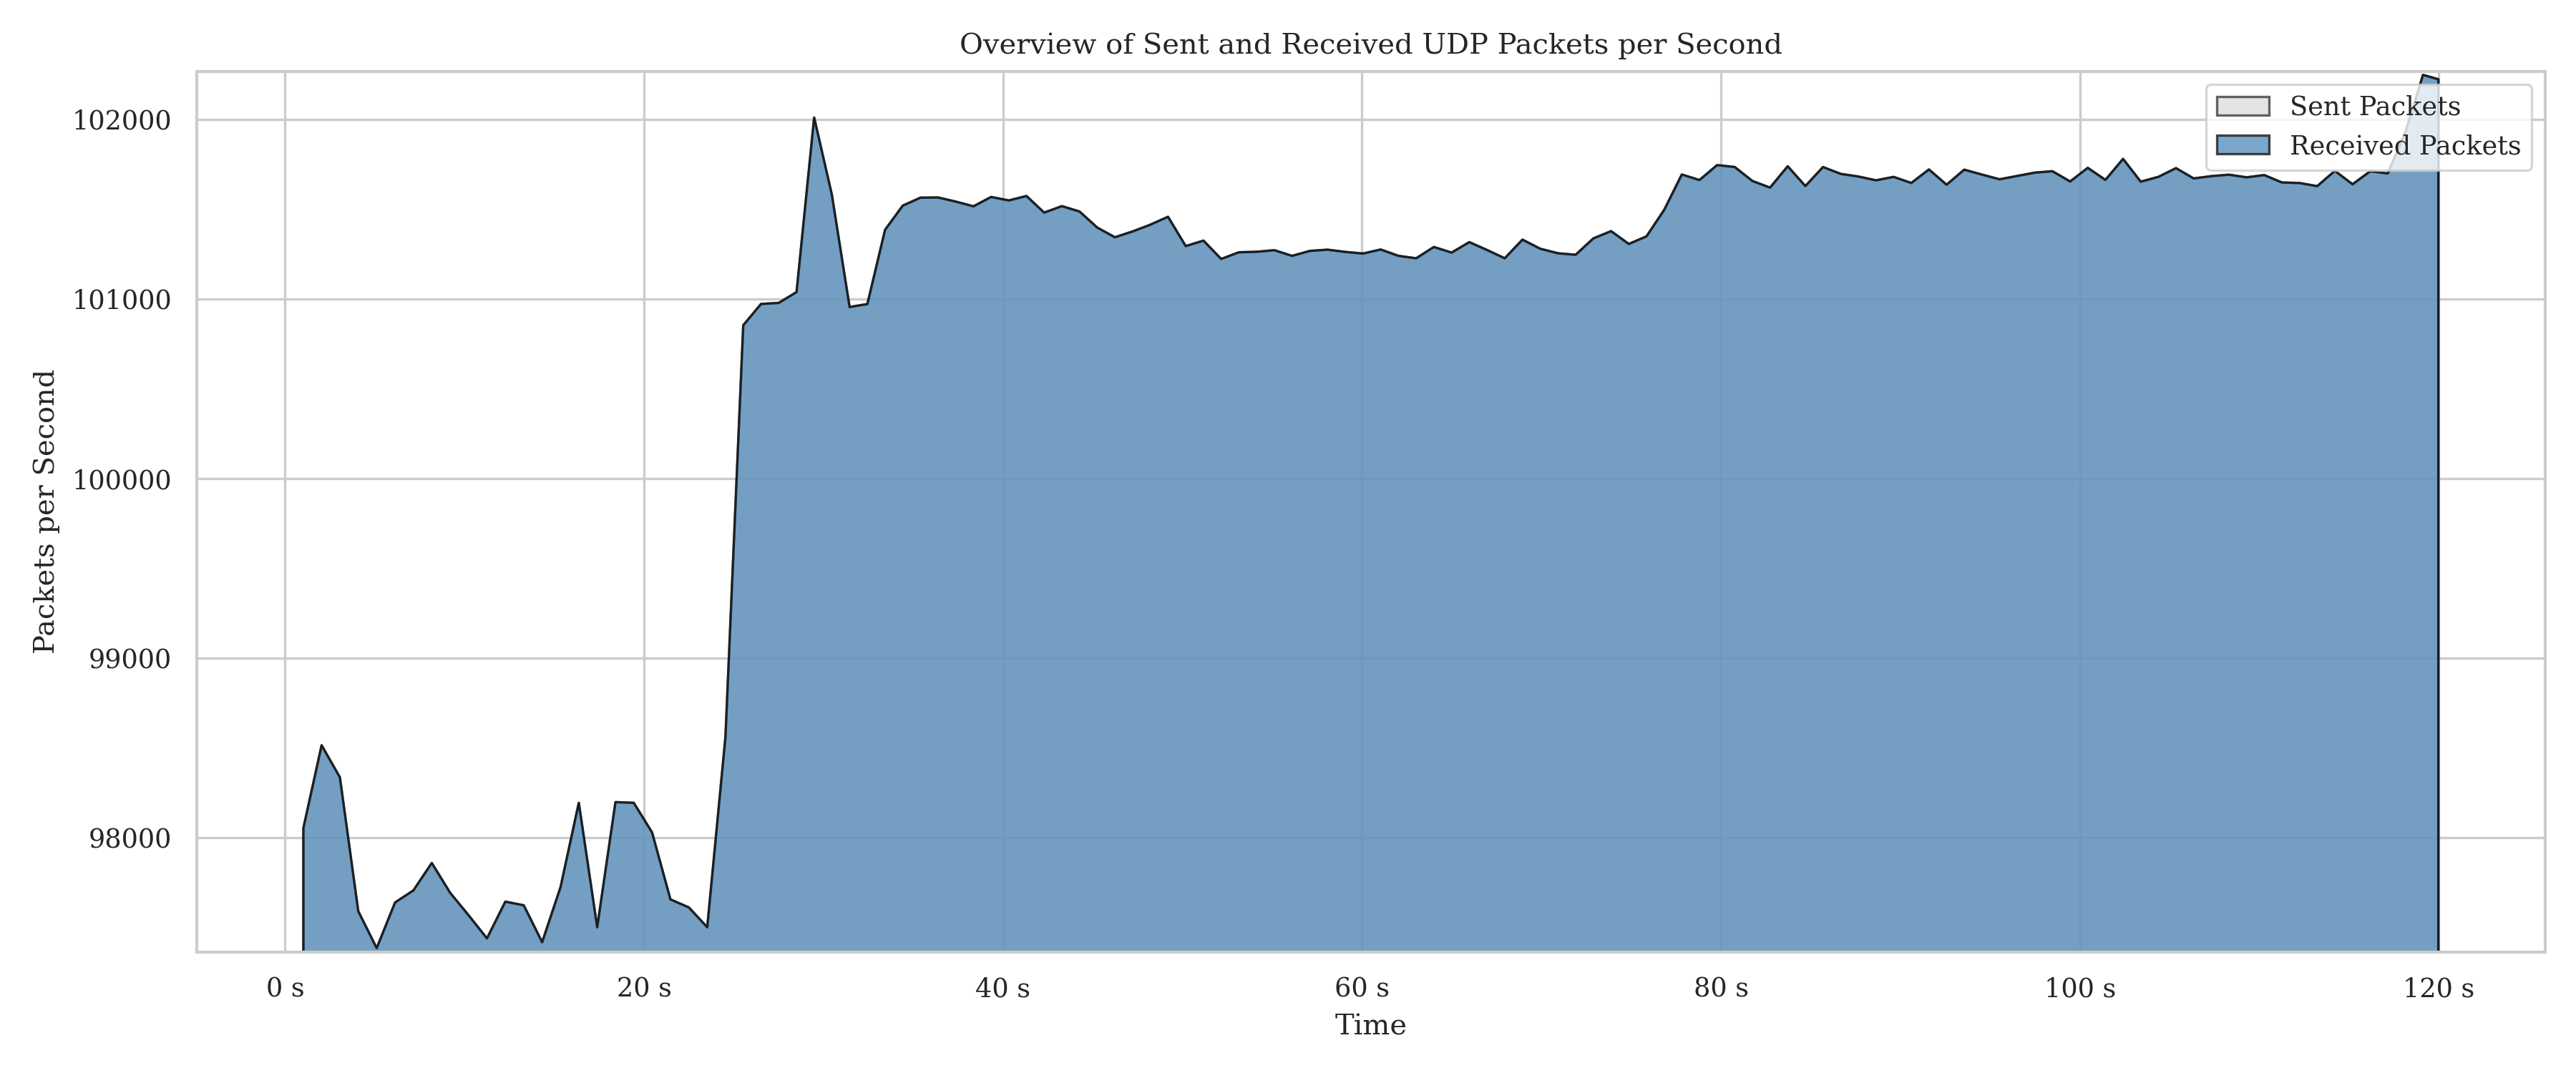 Overview of Sent and Received UDP Packets per Second
102000
101000
100000
99000
98000
Packets per Second
Sent Packets
Received Packets
0 s
20 s
40 s
60 s
80 s
100 s
120 s
Time